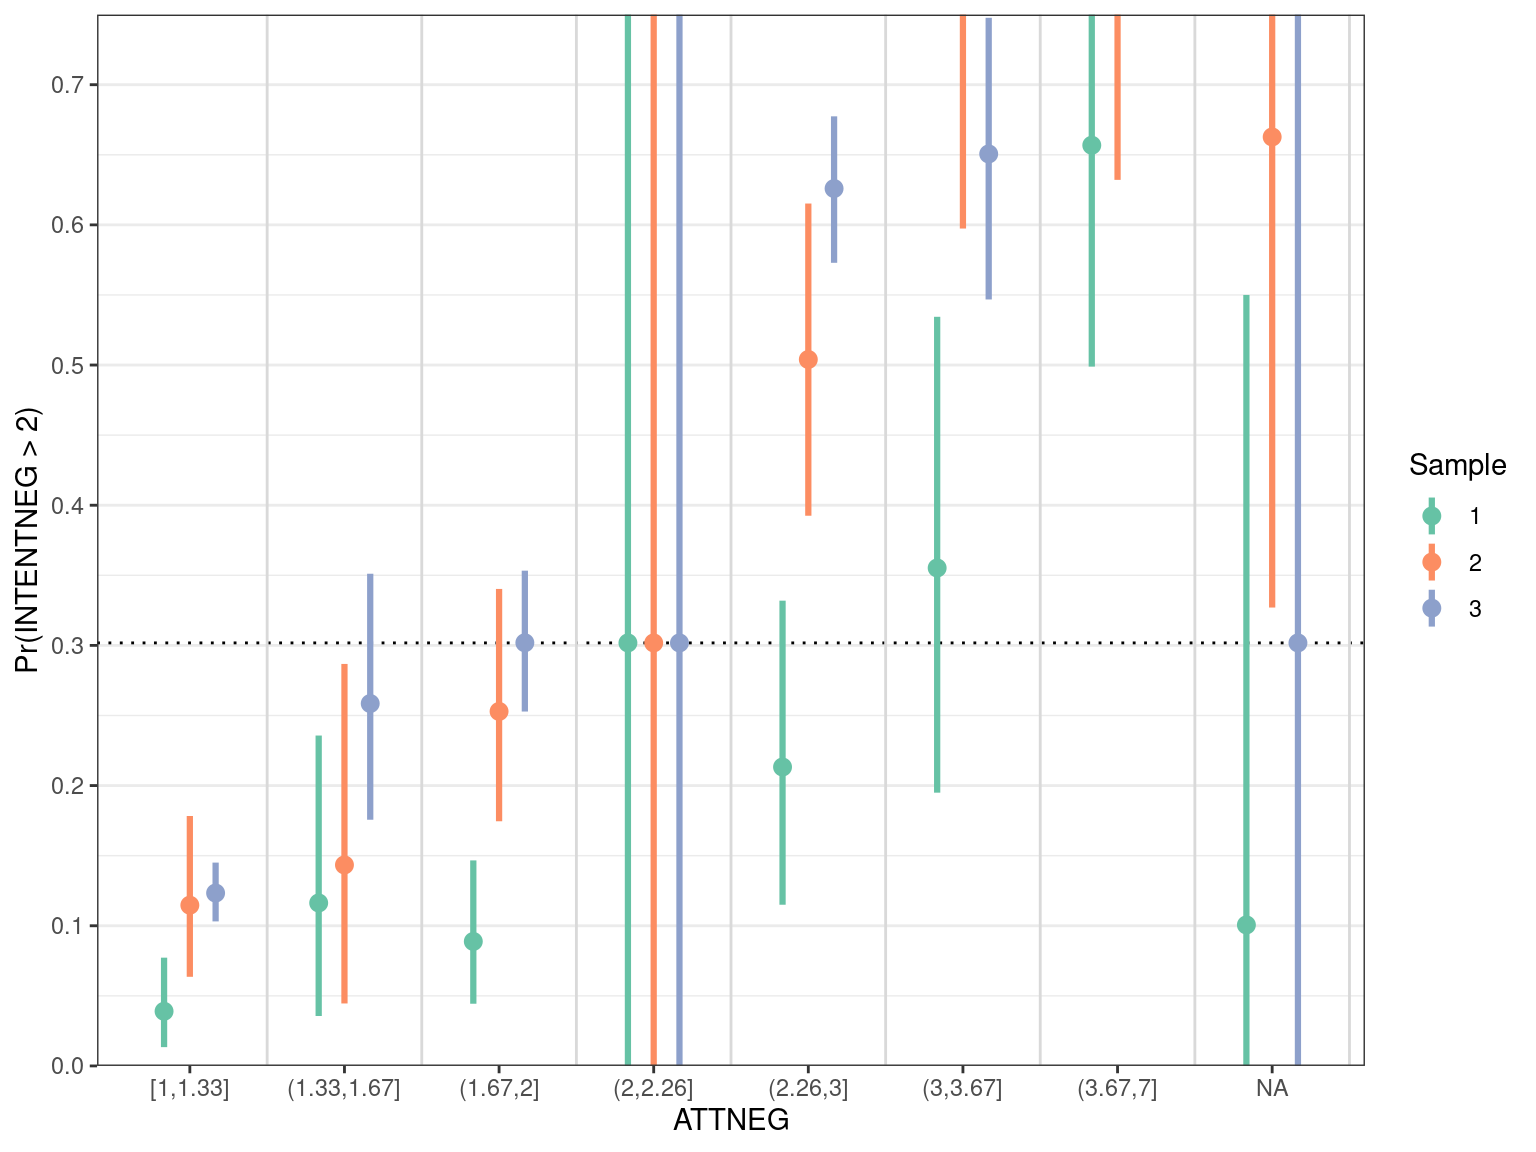 0.7
0.6
0.5
0.4
0.3
0.2
0.1
0.0
Pr(INTENTNEG > 2)
[1,1.33] (1.33,1.67] (1.67,2] (2,2.26] (2.26,3] (3,3.67] (3.67,7] NA
ATTNEG
Sample
1
2
3